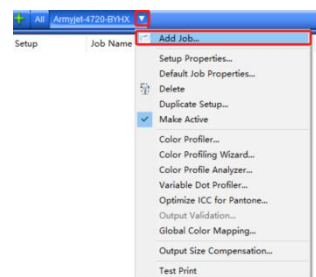 All Armyjet-4720-BYHX
Setup Job Name
Add Job...
Setup Properties...
Default Job Properties...
Delete
Duplicate Setup...
Make Active
Color Profiler...
Color Profiling Wizard...
Color Profile Analyzer...
Variable Dot Profiler...
Optimize ICC for Pantone...
Output Validation...
Global Color Mapping...
Output Size Compensation...
Test Print